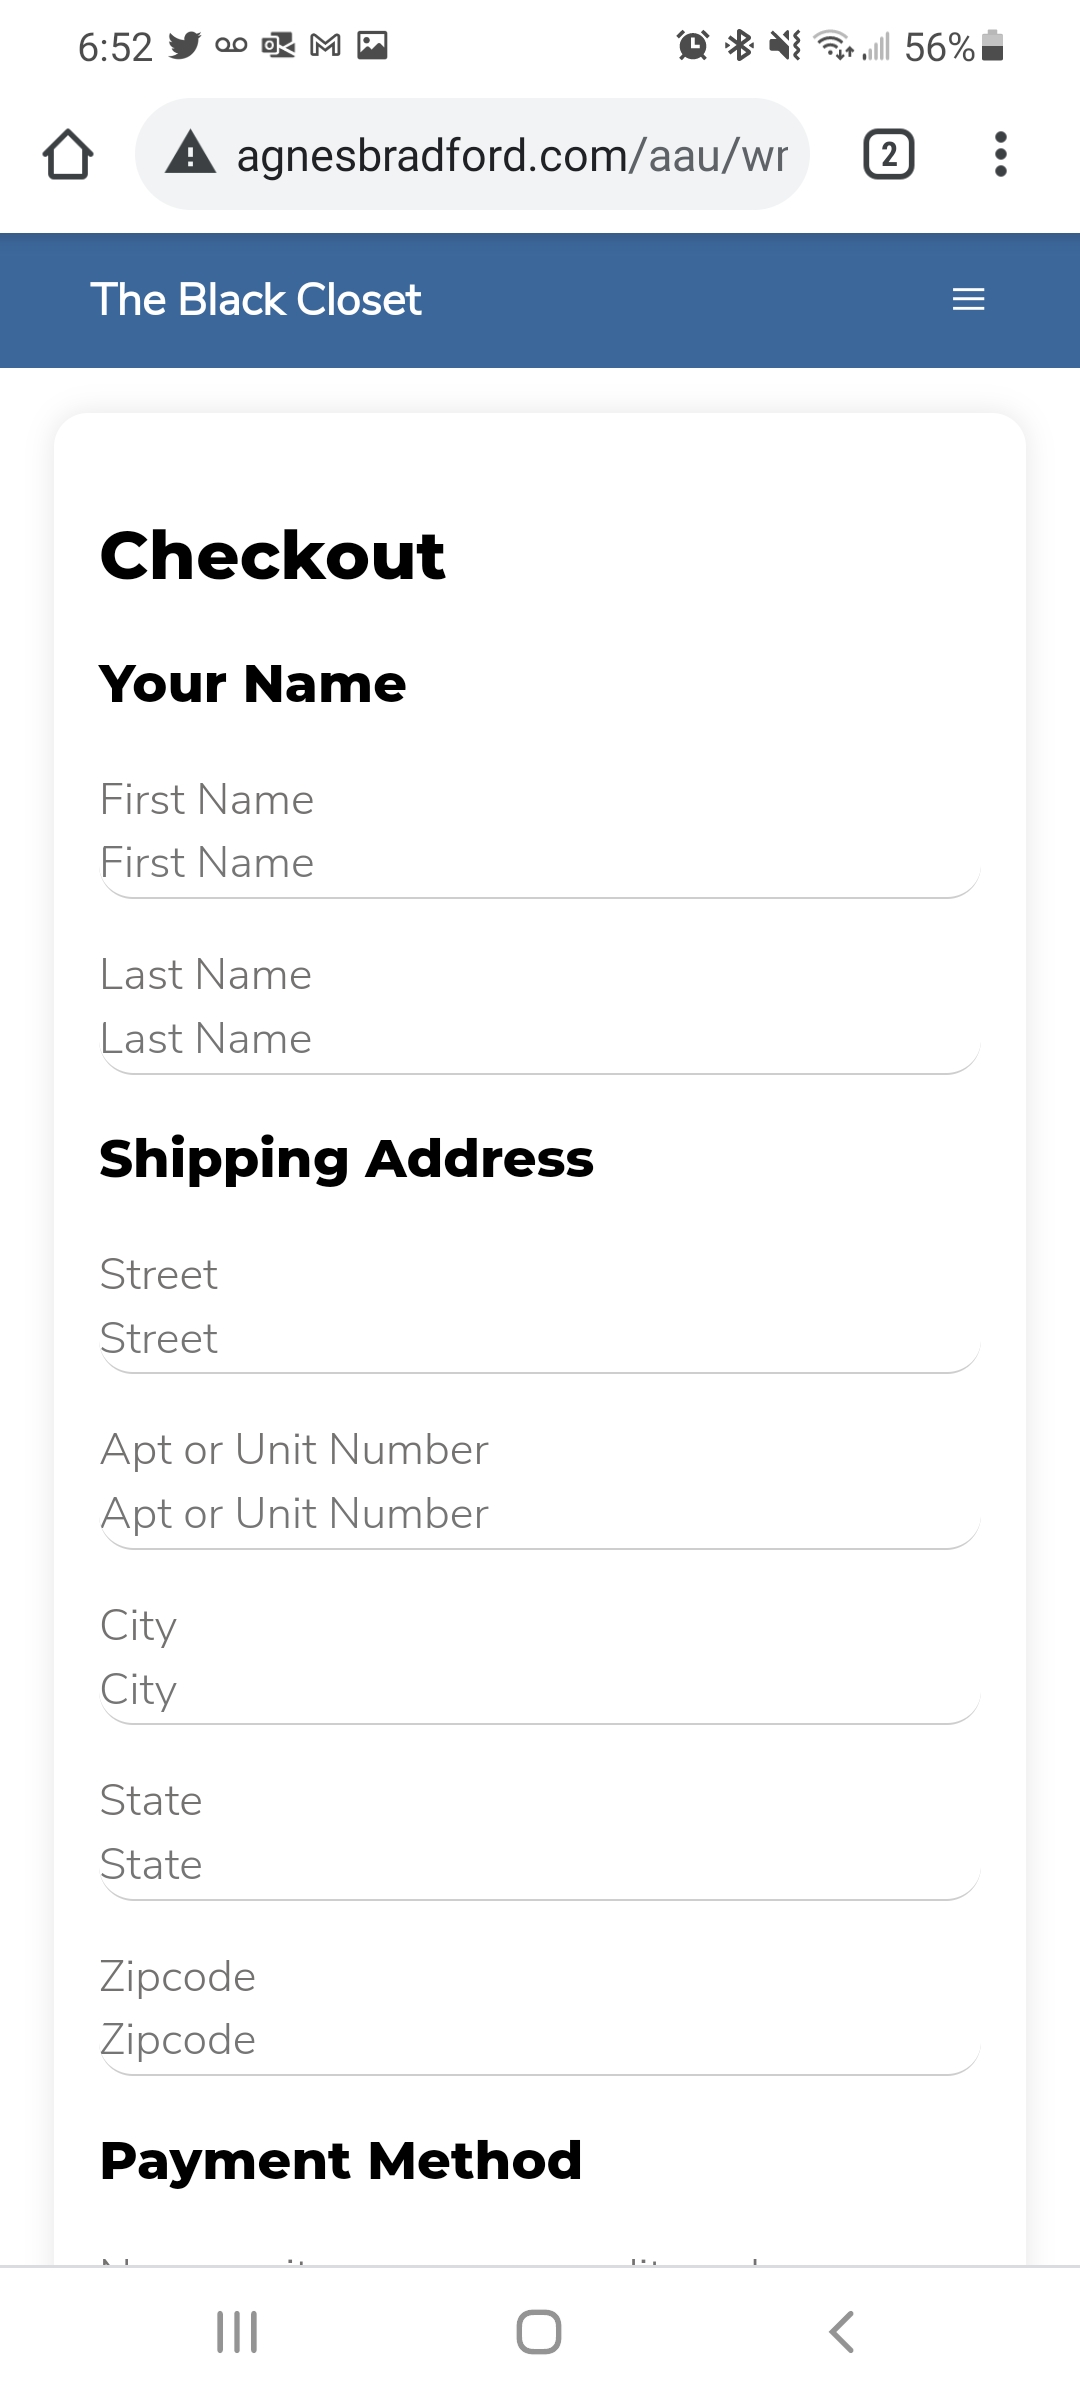 6:52 56%
agnesbradford.com/aau/wr 2
The Black Closet
Checkout
Your Name
First Name
First Name
Last Name
Last Name
Shipping Address
Street
Street
Apt or Unit Number
Apt or Unit Number
City
City
State
State
Zipcode
Zipcode
Payment Method